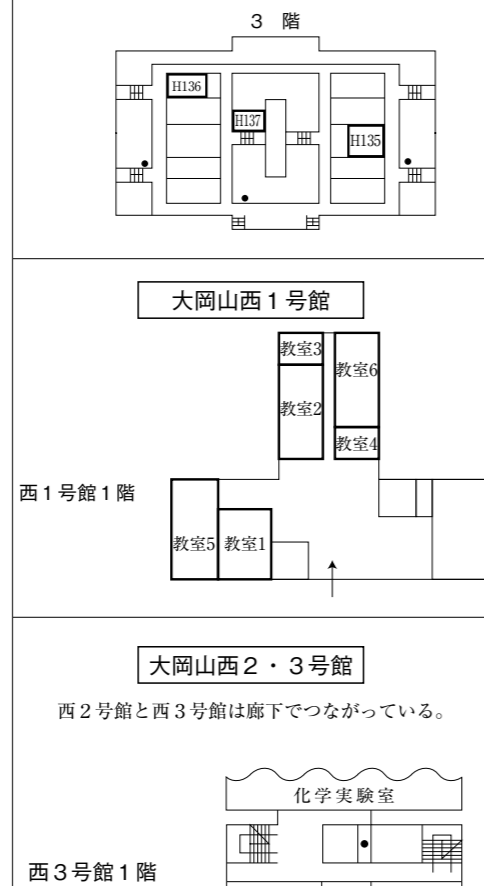 3 階
H136
H137
H135
大岡山西1号館
教室3
教室6
教室2
教室4
西1号館1階
教室5
教室1
大岡山西2・3号館
西2号館と西3号館は廊下でつながっている。
化学実験室
西3号館1階